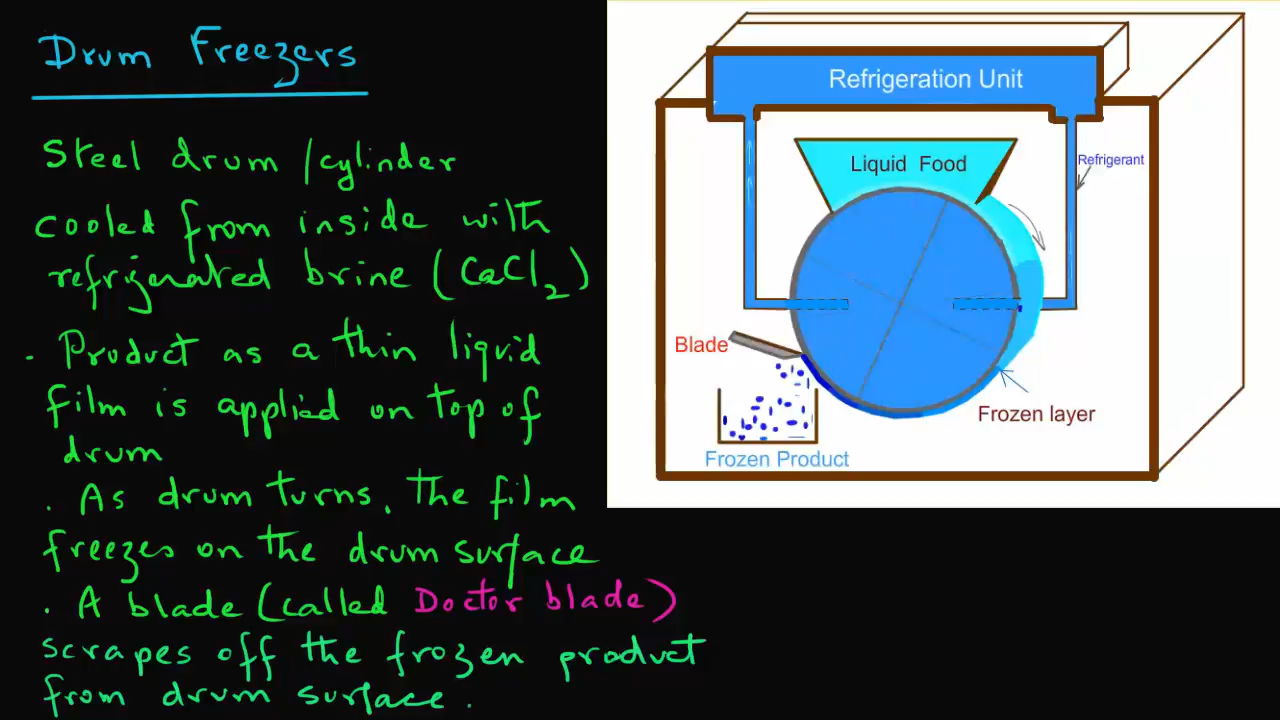 Drum Freezers
Steel drum /cylinder
cooled from inside with
refrigerated brine (CaCl2)
. Product as a thin liquid
film is applied on top of
drum
. As drum turns, the film
freezes on the drum surface
. A blade (called Doctor blade)
scrapes off the frozen product
from drum surface.
Refrigeration Unit
Liquid Food
Refrigerant
Blade
Frozen layer
Frozen Product